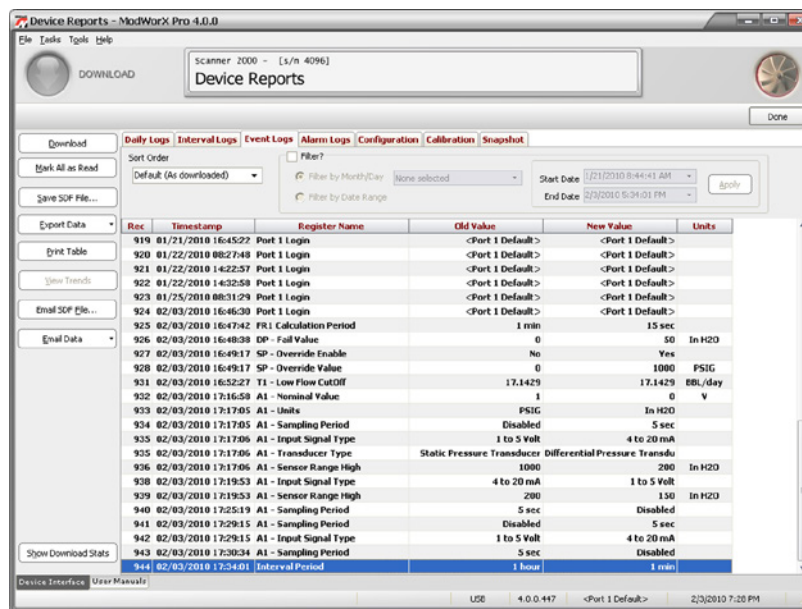 Device Reports - ModWorX Pro 4.0.0
File Tasks Tools Help
DOWNLOAD
Scanner 2000 - [s/n 4096]
Device Reports
Done
Download
Mark All as Read
Save SDF File...
Export Data
Print Table
View Trends
Email SDF File...
Email Data
Show Download Stats
Daily Logs Interval Logs Event Logs Alarm Logs Configuration Calibration Snapshot
Sort Order
Default (As downloaded)
Filter?
Filter by Month/Day None selected
Filter by Date Range
Start Date 1/21/2010 8:44:41 AM
End Date 2/3/2010 5:34:01 PM
Apply
Rec Timestamp Register Name Old Value New Value Units
919 01/21/2010 16:45:22 Port 1 Login <Port 1 Default> <Port 1 Default>
920 01/22/2010 08:27:48 Port 1 Login <Port 1 Default> <Port 1 Default>
921 01/22/2010 14:22:57 Port 1 Login <Port 1 Default> <Port 1 Default>
922 01/22/2010 14:32:58 Port 1 Login <Port 1 Default> <Port 1 Default>
923 01/25/2010 08:31:29 Port 1 Login <Port 1 Default> <Port 1 Default>
924 02/03/2010 16:46:30 Port 1 Login <Port 1 Default> <Port 1 Default>
925 02/03/2010 16:47:42 FR1 Calculation Period 1 min 15 sec
926 02/03/2010 16:48:38 DP - Fail Value 0 50 In H2O
927 02/03/2010 16:49:17 SP - Override Enable No Yes
928 02/03/2010 16:49:17 SP - Override Value 0 1000 PSIG
931 02/03/2010 16:52:27 T1 - Low Flow CutOff 17.1429 17.1429 BBL/day
932 02/03/2010 17:16:58 A1 - Nominal Value 1 0 V
933 02/03/2010 17:17:05 A1 - Units PSIG In H2O
934 02/03/2010 17:17:05 A1 - Sampling Period Disabled 5 sec
935 02/03/2010 17:17:06 A1 - Input Signal Type 1 to 5 Volt 4 to 20 mA
935 02/03/2010 17:17:06 A1 - Transducer Type Static Pressure Transducer Differential Pressure Transdu
936 02/03/2010 17:17:06 A1 - Sensor Range High 1000 200 In H2O
938 02/03/2010 17:19:53 A1 - Input Signal Type 4 to 20 mA 1 to 5 Volt
939 02/03/2010 17:19:53 A1 - Sensor Range High 200 150 In H2O
940 02/03/2010 17:25:19 A1 - Sampling Period 5 sec Disabled
941 02/03/2010 17:29:15 A1 - Sampling Period Disabled 5 sec
942 02/03/2010 17:29:15 A1 - Input Signal Type 1 to 5 Volt 4 to 20 mA
943 02/03/2010 17:30:34 A1 - Sampling Period 5 sec Disabled
944 02/03/2010 17:34:01 Interval Period 1 hour 1 min
Device Interface User Manuals
USB 4.0.0.447 <Port 1 Default> 2/3/2010 7:28 PM